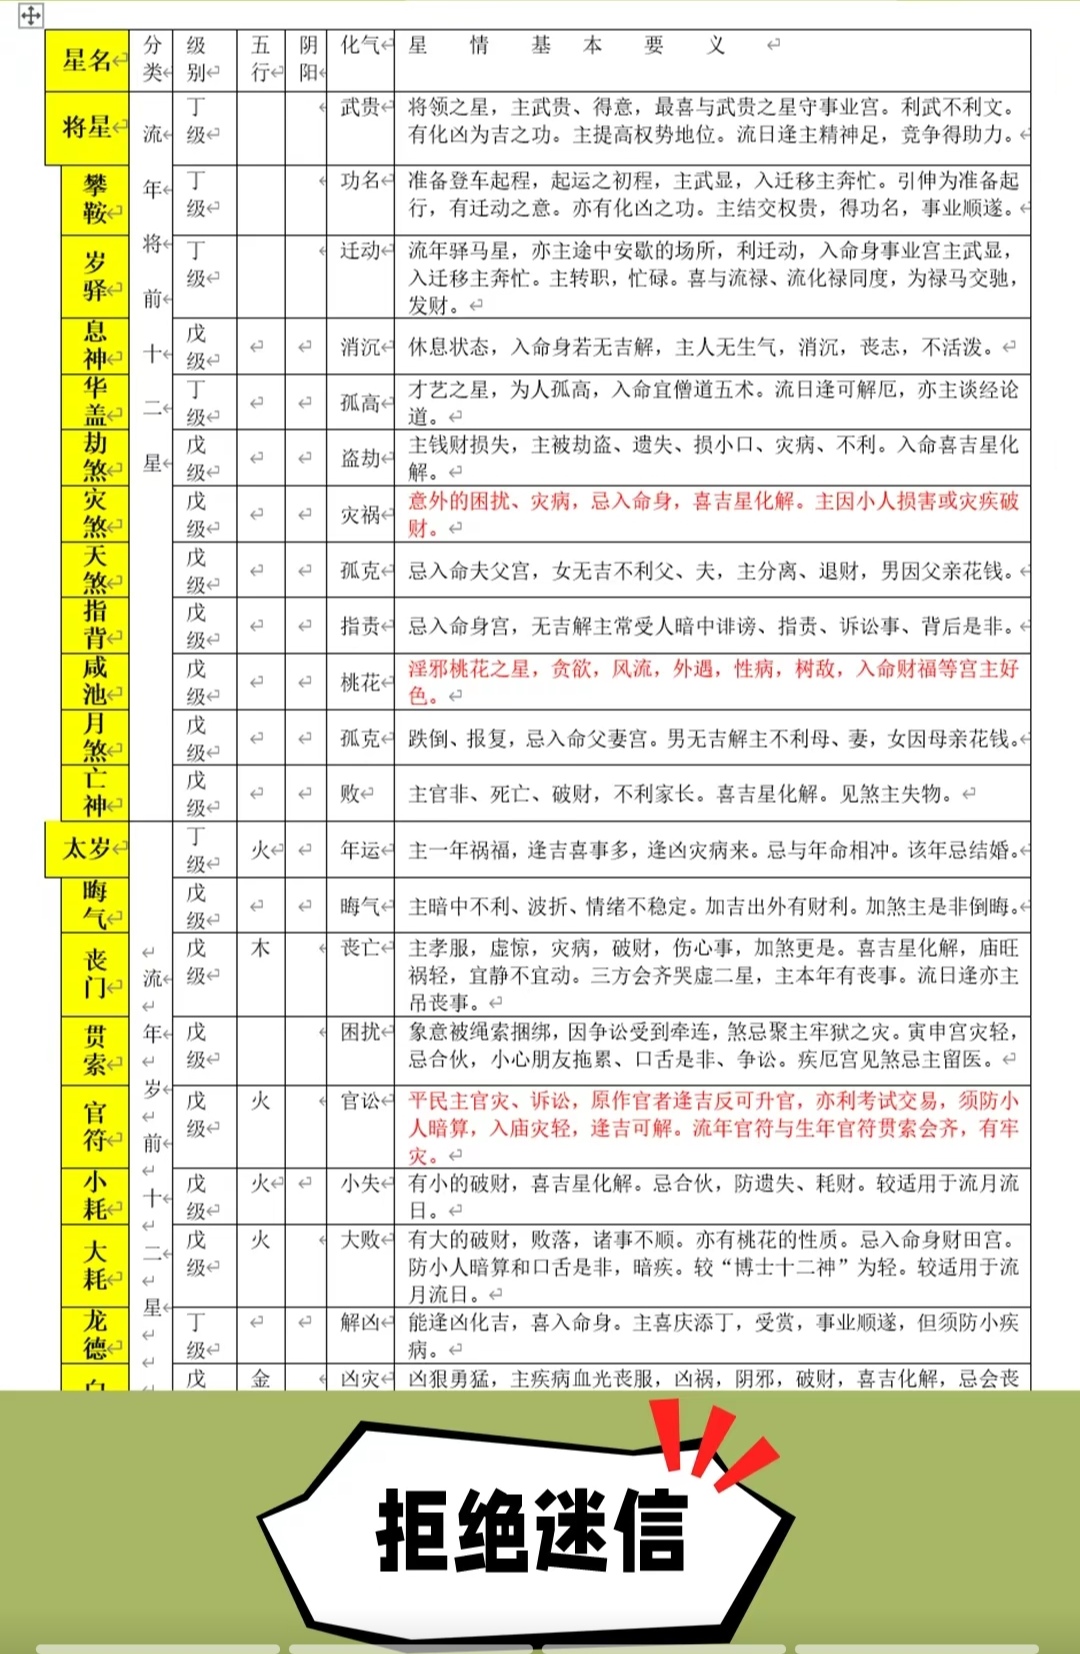 星名 分类 级别 五行 阴阳 化气 星情基本要义
流年将前十二星
将星 丁级 武贵 将领之星，主武贵、得意，最喜与武贵之星守事业宫。利武不利文。
有化凶为吉之功。主提高权势地位。流日逢主精神足，竞争得助力。
攀鞍 丁级 功名 准备登车起程，起运之初程，主武显，入迁移主奔忙。引伸为准备起
行，有迁动之意。亦有化凶之功。主结交权贵，得功名，事业顺遂。
岁驿 丁级 迁动 流年驿马星，亦主途中安歇的场所，利迁动，入命身事业宫主武显，
入迁移主奔忙。主转职，忙碌。喜与流禄、流化禄同度，为禄马交驰，
发财。
息神 戊级 消沉 休息状态，入命身若无吉解，主人无生气，消沉，丧志，不活泼。
华盖 丁级 孤高 才艺之星，为人孤高，入命宜僧道五术。流日逢可解厄，亦主谈经论
道。
劫煞 戊级 盗劫 主钱财损失，主被劫盗、遗失、损小口、灾病、不利。入命喜吉星化
解。
灾煞 戊级 灾祸 意外的困扰、灾病，忌入命身，喜吉星化解。主因小人损害或灾疾破
财。
天煞 戊级 孤克 忌入命夫父宫，女无吉不利父、夫，主分离、退财，男因父亲花钱。
指背 戊级 指责 忌入命身宫，无吉解主常受人暗中诽谤、指责、诉讼事、背后是非。
咸池 戊级 桃花 淫邪桃花之星，贪欲，风流，外遇，性病，树敌，入命财福等宫主好
色。
月煞 戊级 孤克 跌倒、报复，忌入命父妻宫。男无吉解主不利母、妻，女因母亲花钱。
亡神 戊级 败 主官非、死亡、破财，不利家长。喜吉星化解。见煞主失物。
流年岁前十二星
太岁 丁级 火 年运 主一年祸福，逢吉喜事多，逢凶灾病来。忌与年命相冲。该年忌结婚。
晦气 戊级 晦气 主暗中不利、波折、情绪不稳定。加吉出外有财利。加煞主是非倒晦。
丧门 戊级 木 丧亡 主孝服，虚惊，灾病，破财，伤心事，加煞更是。喜吉星化解，庙旺
祸轻，宜静不宜动。三方会齐哭虚二星，主本年有丧事。流日逢亦主
吊丧事。
贯索 戊级 困扰 象意被绳索捆绑，因争讼受到牵连，煞忌聚主牢狱之灾。寅申宫灾轻，
忌合伙，小心朋友拖累、口舌是非、争讼。疾厄宫见煞忌主留医。
官符 戊级 火 官讼 平民主官灾、诉讼，原作官者逢吉反可升官，亦利考试交易，须防小
人暗算，入庙灾轻，逢吉可解。流年官符与生年官符贯索会齐，有牢
灾。
小耗 戊级 火 小失 有小的破财，喜吉星化解。忌合伙，防遗失、耗财。较适用于流月流
日。
大耗 戊级 火 大败 有大的破财，败落，诸事不顺。亦有桃花的性质。忌入命身财田宫。
防小人暗算和口舌是非，暗疾。较“博士十二神”为轻。较适用于流
月流日。
龙德 丁级 解凶 能逢凶化吉，喜入命身。主喜庆添丁，受赏，事业顺遂，但须防小疾
病。
戊 金 凶灾 凶狠勇猛，主疾病血光丧服，凶祸，阴邪，破财，喜吉化解，忌会丧
拒绝迷信